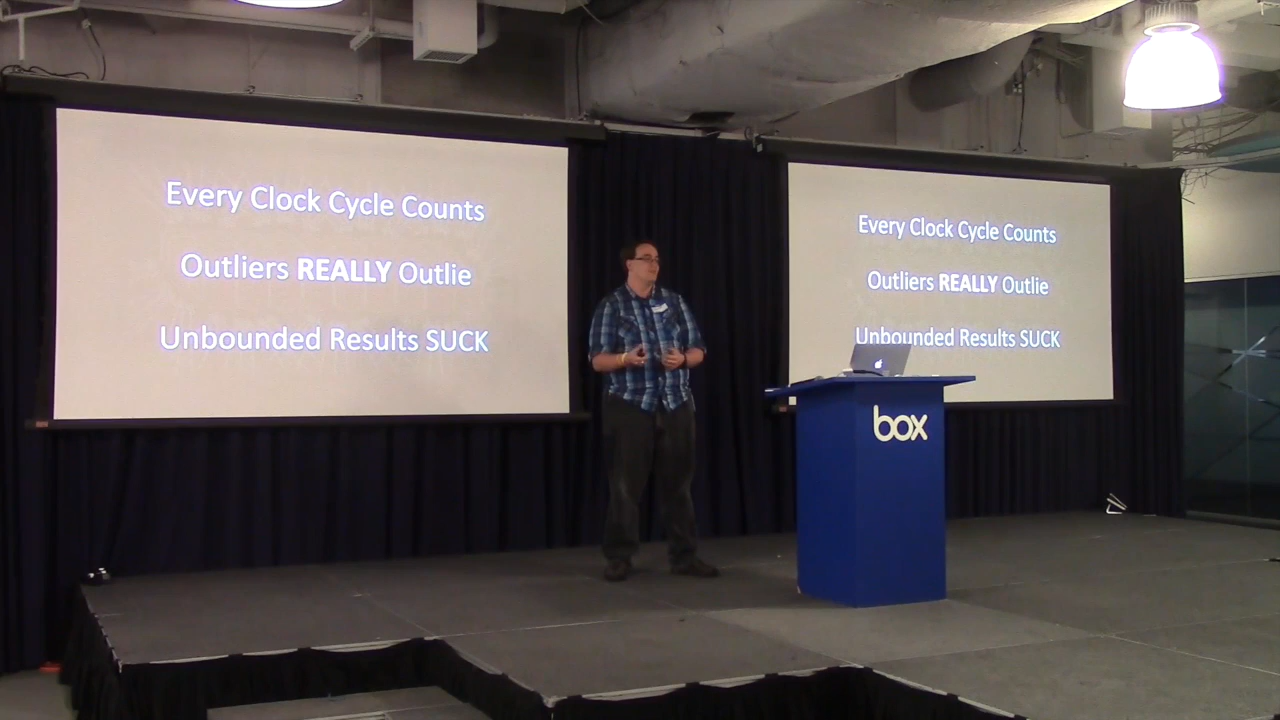 Every Clock Cycle Counts
Outliers REALLY Outlie
Unbounded Results SUCK
Every Clock Cycle Counts
Outliers REALLY Outlie
Unbounded Results SUCK
box